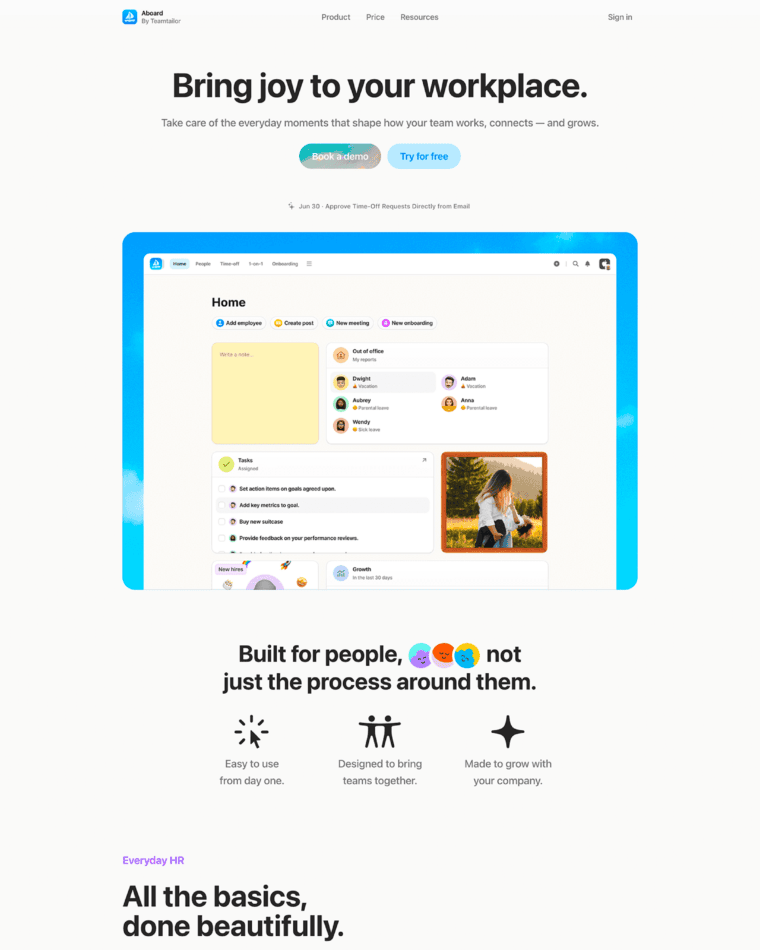 Aboard
By Teamtailor
Product
Price
Resources
Sign in
Bring joy to your workplace.
Take care of the everyday moments that shape how your team works, connects — and grows.
Book a demo
Try for free
Jun 30 · Approve Time-Off Requests Directly from Email
Home
People
Time-off
1-on-1
Onboarding
Home
Add employee
Create post
New meeting
New onboarding
Write a note...
Out of office
My reports
Dwight
Vacation
Adam
Vacation
Aubrey
Parental leave
Anna
Parental leave
Wendy
Sick leave
Tasks
Assigned
Set action items on goals agreed upon.
Add key metrics to goal.
Buy new suitcase
Provide feedback on your performance reviews.
New hires
Growth
In the last 30 days
Built for people, not
just the process around them.
Easy to use
from day one.
Designed to bring
teams together.
Made to grow with
your company.
Everyday HR
All the basics,
done beautifully.